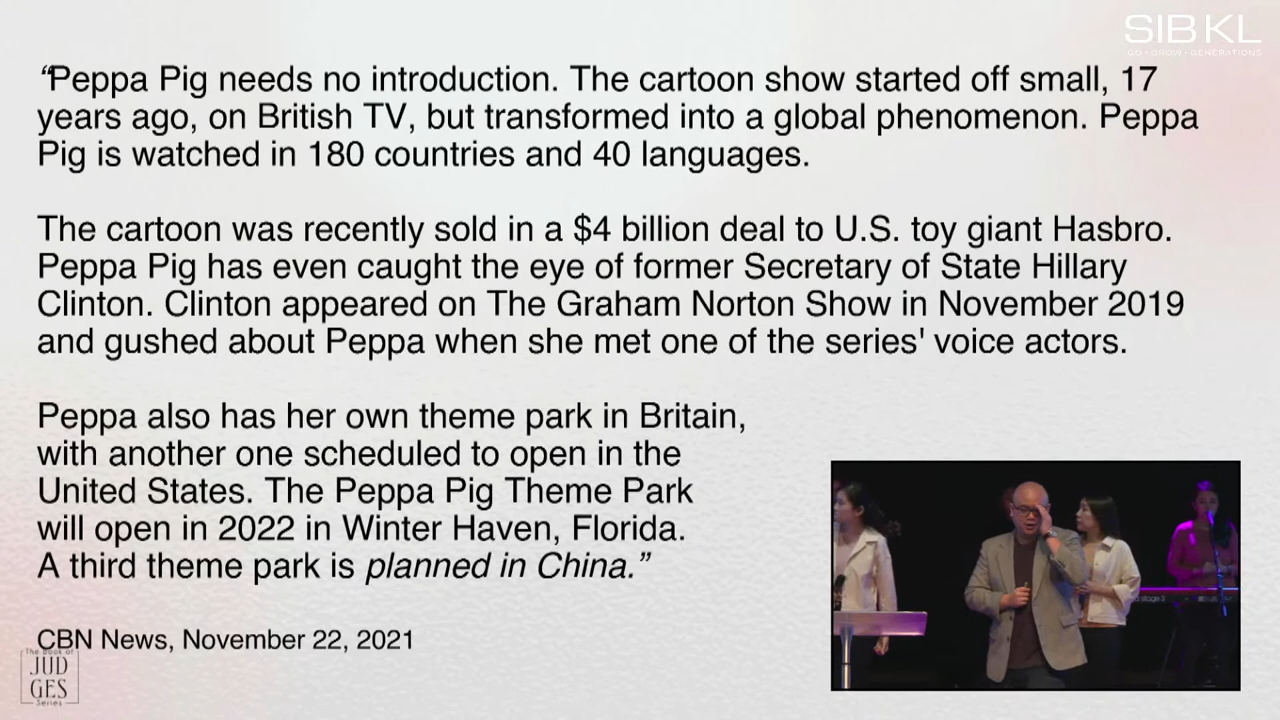 SIBKL
GO • GROW • GENERATIONS
“Peppa Pig needs no introduction. The cartoon show started off small, 17
years ago, on British TV, but transformed into a global phenomenon. Peppa
Pig is watched in 180 countries and 40 languages.
The cartoon was recently sold in a $4 billion deal to U.S. toy giant Hasbro.
Peppa Pig has even caught the eye of former Secretary of State Hillary
Clinton. Clinton appeared on The Graham Norton Show in November 2019
and gushed about Peppa when she met one of the series' voice actors.
Peppa also has her own theme park in Britain,
with another one scheduled to open in the
United States. The Peppa Pig Theme Park
will open in 2022 in Winter Haven, Florida.
A third theme park is planned in China.”
CBN News, November 22, 2021
The Book of
JUD
GES
Series